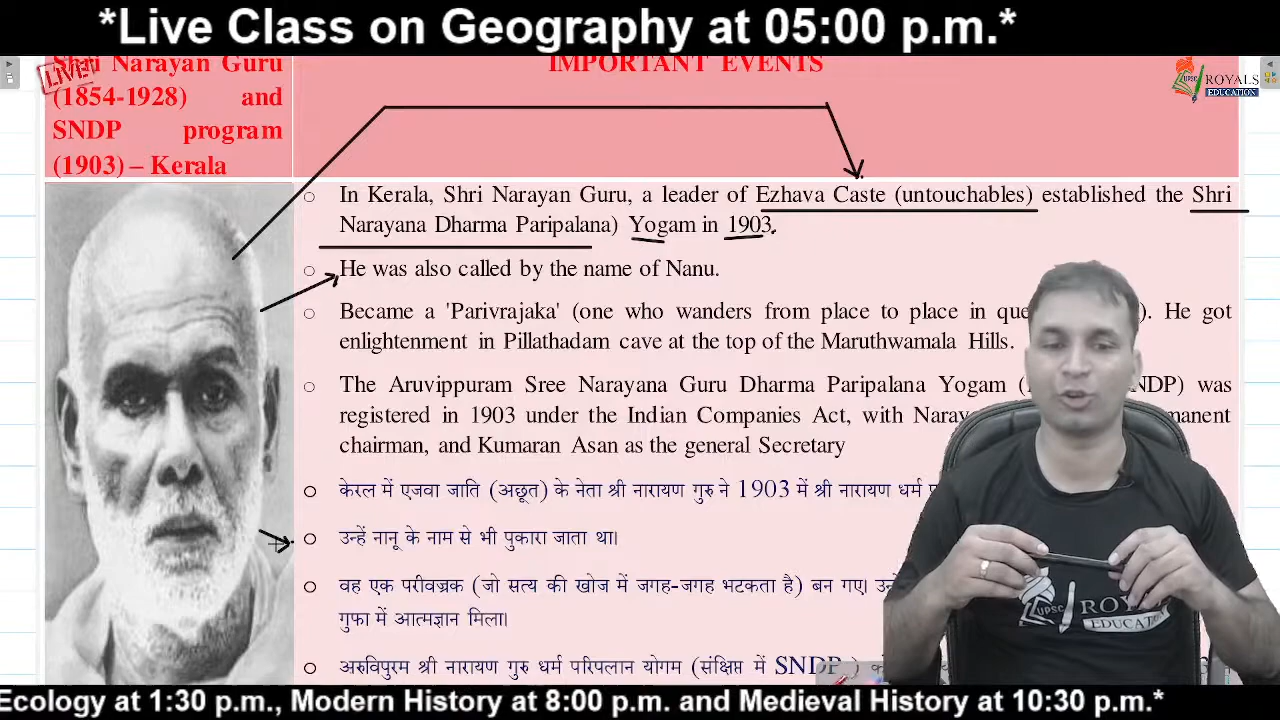 *Live Class on Geography at 05:00 p.m.*
Shri Narayan Guru
(1854-1928) and
SNDP program
(1903) – Kerala
LIVE
IMPORTANT EVENTS
UPSC ROYALS
EDUCATION
In Kerala, Shri Narayan Guru, a leader of Ezhava Caste (untouchables) established the Shri
Narayana Dharma Paripalana) Yogam in 1903.
He was also called by the name of Nanu.
Became a 'Parivrajaka' (one who wanders from place to place in ). He got
enlightenment in Pillathadam cave at the top of the Maruthwamala Hills.
The Aruvippuram Sree Narayana Guru Dharma Paripalana Yogam ( NDP) was
registered in 1903 under the Indian Companies Act, with
chairman, and Kumaran Asan as the general Secretary
केरल में एजवा जाति (अछूत) के नेता श्री नारायण गुरु ने 1903 में श्री नारायण धर्म
उन्हें नानू के नाम से भी पुकारा जाता था।
वह एक परीवज्रक (जो सत्य की खोज में जगह-जगह भटकता है) बन गए।
गुफा में आत्मज्ञान मिला।
अरुविपुरम श्री नारायण गुरु धर्म परिपलान योगम (संक्षिप्त में SNDP )
UPSC ROYALS
EDUCATION
Ecology at 1:30 p.m., Modern History at 8:00 p.m. and Medieval History at 10:30 p.m.*